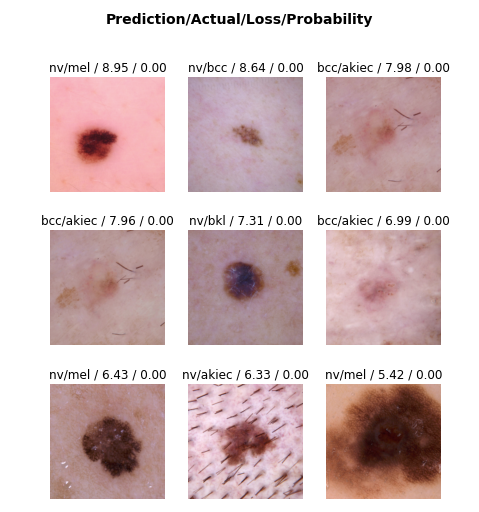 Prediction/Actual/Loss/Probability
nv/mel / 8.95 / 0.00
nv/bcc / 8.64 / 0.00
bcc/akiec / 7.98 / 0.00
bcc/akiec / 7.96 / 0.00
nv/bkl / 7.31 / 0.00
bcc/akiec / 6.99 / 0.00
nv/mel / 6.43 / 0.00
nv/akiec / 6.33 / 0.00
nv/mel / 5.42 / 0.00